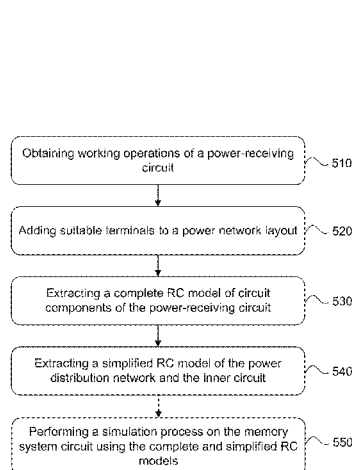 Obtaining working operations of a power-receiving
circuit
510
Adding suitable terminals to a power network layout
520
Extracting a complete RC model of circuit
components of the power-receiving circuit
530
Extracting a simplified RC model of the power
distribution network and the inner circuit
540
Performing a simulation process on the memory
system circuit using the complete and simplified RC
models
550